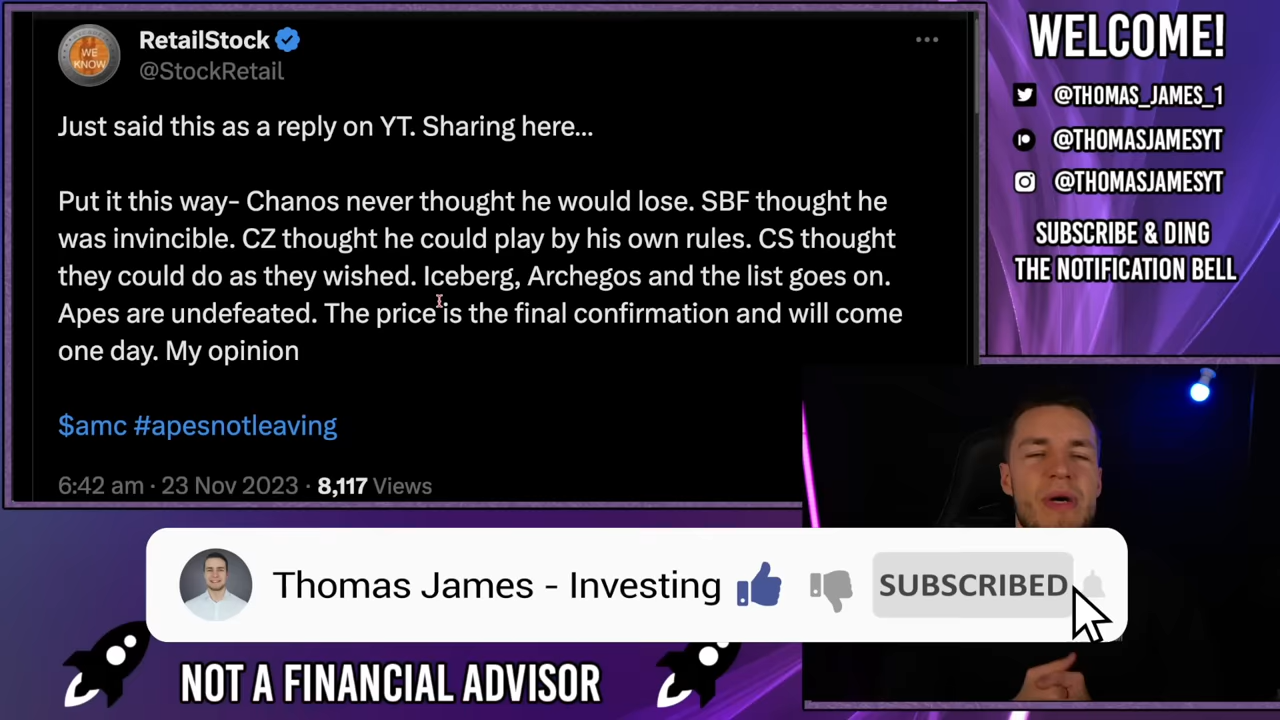 WE
KNOW
RetailStock
@StockRetail
Just said this as a reply on YT. Sharing here...
Put it this way- Chanos never thought he would lose. SBF thought he
was invincible. CZ thought he could play by his own rules. CS thought
they could do as they wished. Iceberg, Archegos and the list goes on.
Apes are undefeated. The price is the final confirmation and will come
one day. My opinion
$amc #apesnotleaving
6:42 am · 23 Nov 2023 · 8,117 Views
WELCOME!
@THOMAS_JAMES_1
@THOMASJAMESYT
@THOMASJAMESYT
SUBSCRIBE & DING
THE NOTIFICATION BELL
Thomas James - Investing
SUBSCRIBED
NOT A FINANCIAL ADVISOR